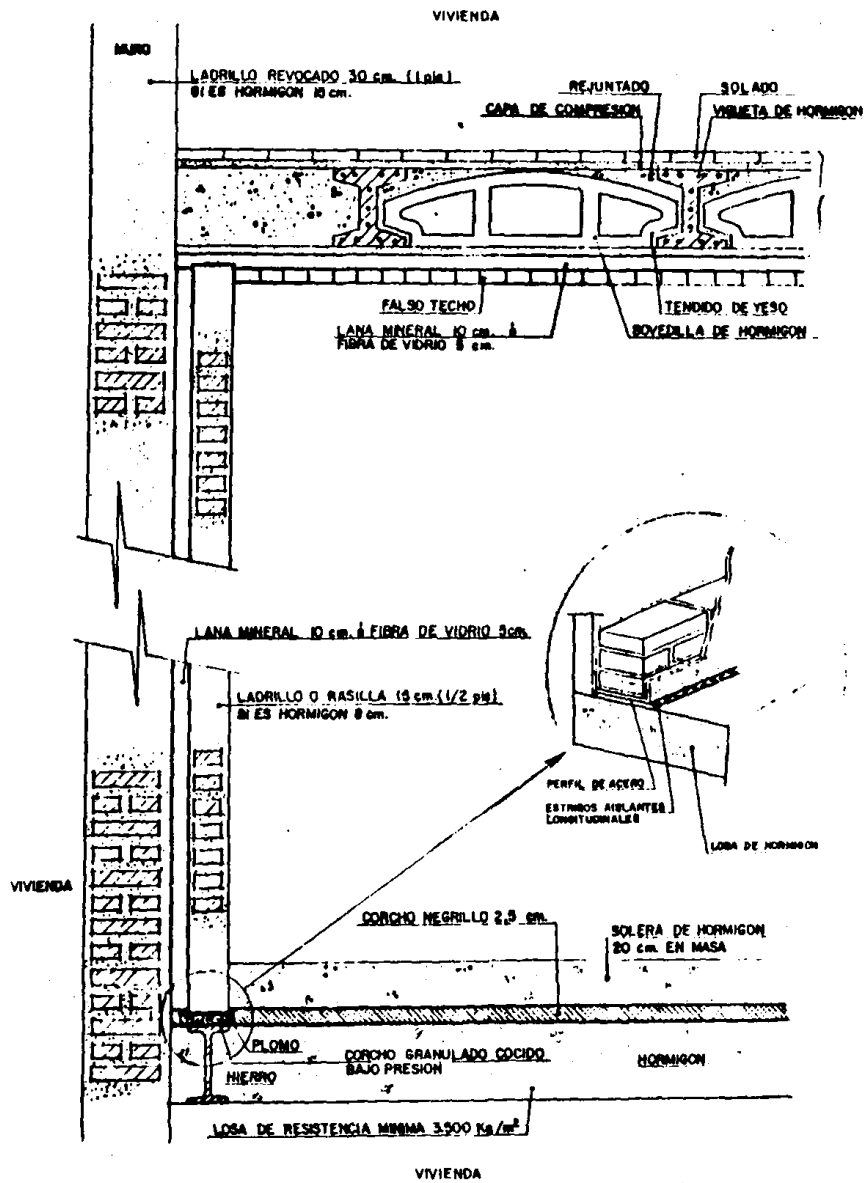 VIVIENDA
MURO
LADRILLO REVOCADO 30 cm. (1 pie)
SI ES HORMIGON 15 cm.
REJUNTADO
SOLADO
CAPA DE COMPRESION
VIGUETA DE HORMIGON
FALSO TECHO
TENDIDO DE YESO
LANA MINERAL 10 cm. ó
FIBRA DE VIDRIO 5 cm.
BOVEDILLA DE HORMIGON
LANA MINERAL 10 cm. ó FIBRA DE VIDRIO 5 cm.
LADRILLO O RASILLA 15 cm. (1/2 pie)
SI ES HORMIGON 8 cm.
PERFIL DE ACERO
ESTRIBOS AISLANTES
LONGITUDINALES
LOSA DE HORMIGON
VIVIENDA
CORCHO NEGRILLO 2,5 cm.
SOLERA DE HORMIGON
20 cm. EN MASA
PLOMO
CORCHO GRANULADO COCIDO
BAJO PRESION
HIERRO
HORMIGON
LOSA DE RESISTENCIA MINIMA 3.500 Kg/m²
VIVIENDA